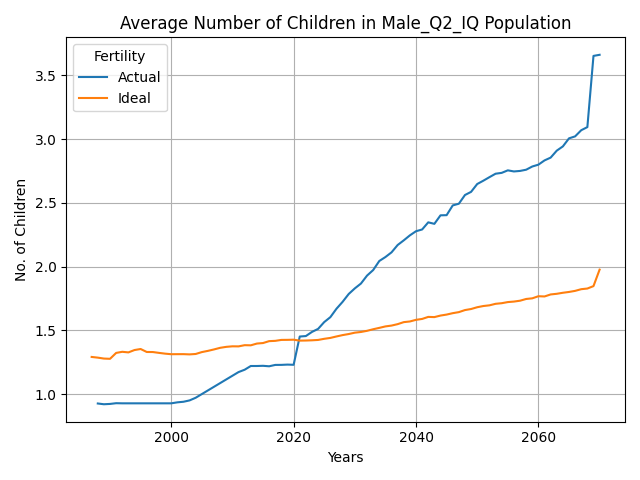 Average Number of Children in Male_Q2_IQ Population
Fertility
Actual
Ideal
No. of Children
3.5
3.0
2.5
2.0
1.5
1.0
2000 2020 2040 2060
Years